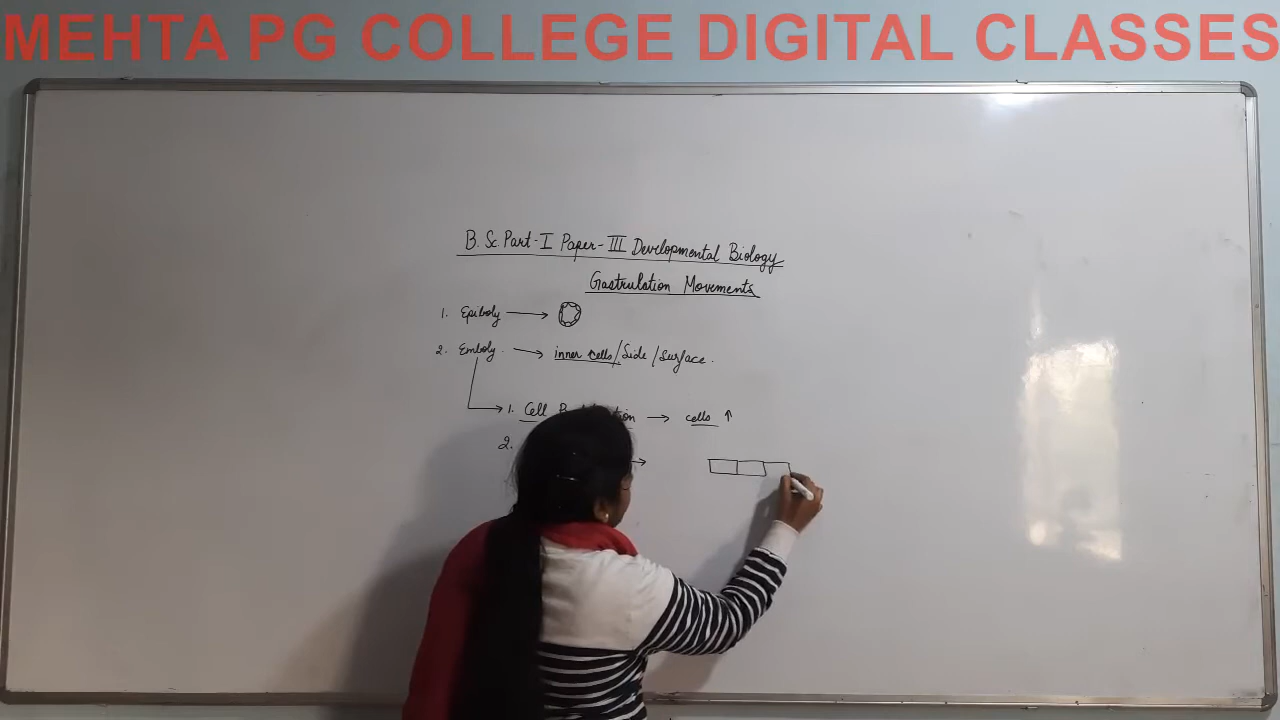 MEHTA PG COLLEGE DIGITAL CLASSES
B. Sc. Part-I Paper-III Developmental Biology
Gastrulation Movements
1. Epiboly →
2. Emboly → inner cells/Side/Surface.
1. Cell → cells ↑
2. →